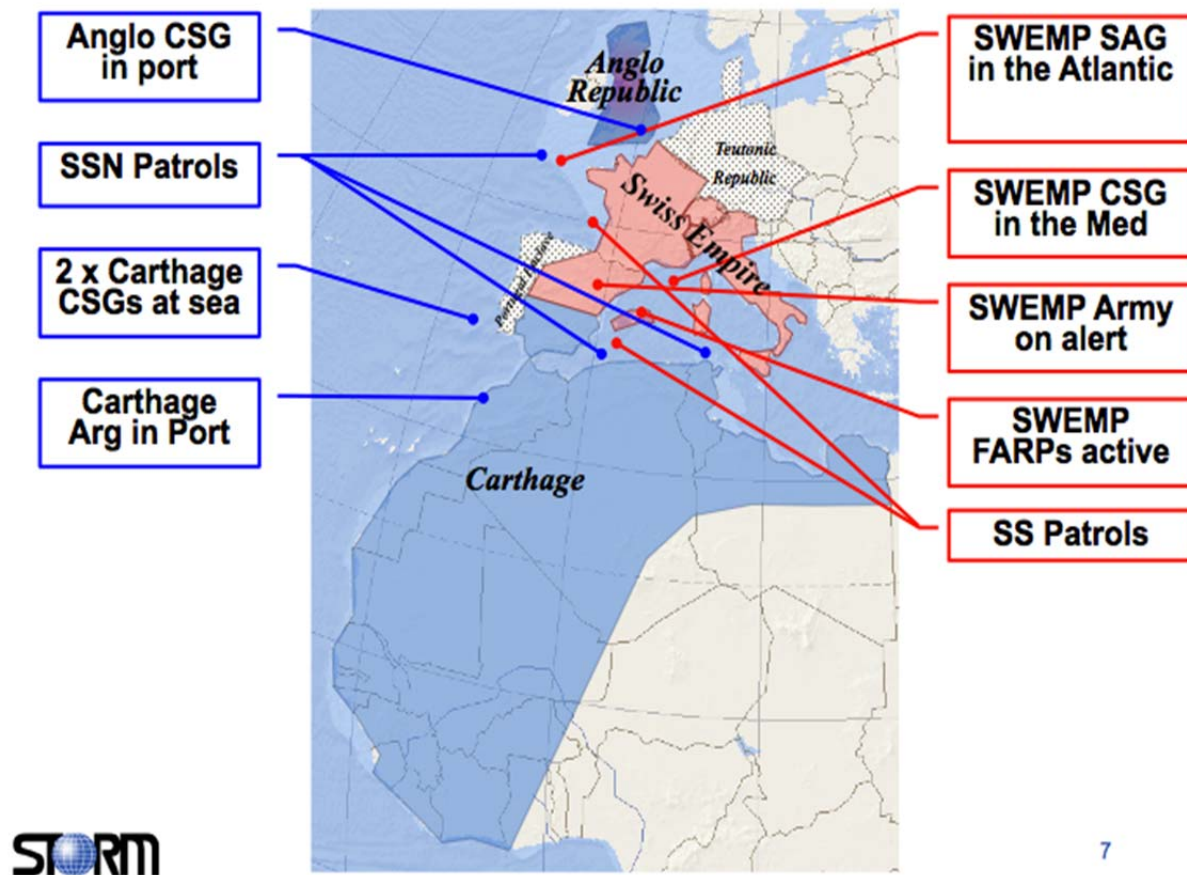 Anglo CSG
in port
SSN Patrols
2 x Carthage
CSGs at sea
Carthage
Arg in Port
Anglo
Republic
Teutonic
Republic
Swiss Empire
Carthage
SWEMP SAG
in the Atlantic
SWEMP CSG
in the Med
SWEMP Army
on alert
SWEMP
FARPs active
SS Patrols
STORM
7